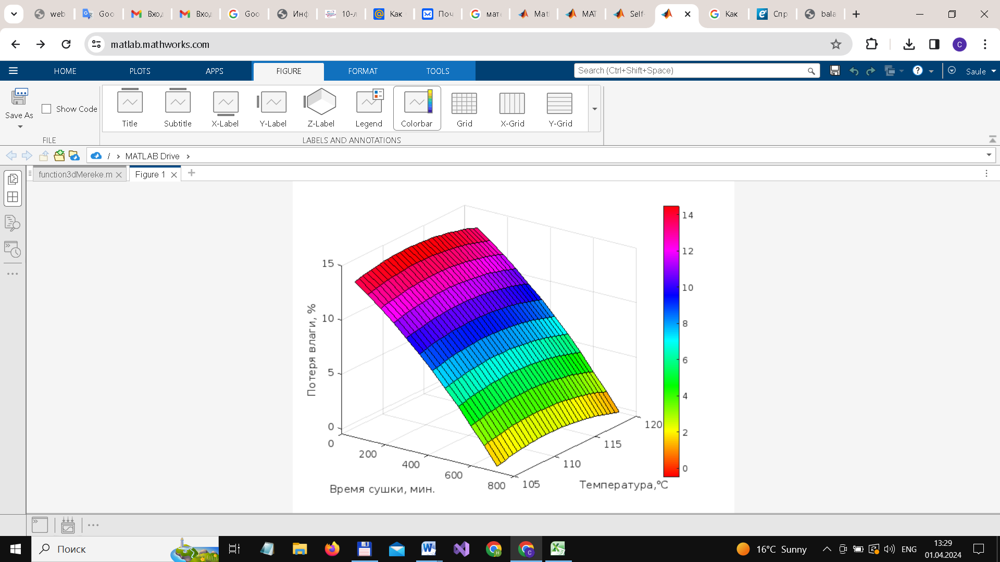 web
Goo
Вход
Вход
Goo
Инф
10-л
Как
Поч
мат
Mat
MAT
Self-
Как
Спр
bala
matlab.mathworks.com
C
HOME
PLOTS
APPS
FIGURE
FORMAT
TOOLS
Search (Ctrl+Shift+Space)
Saule
Save As
Show Code
Title
Subtitle
X-Label
Y-Label
Z-Label
Legend
Colorbar
Grid
X-Grid
Y-Grid
FILE
LABELS AND ANNOTATIONS
/ › MATLAB Drive ›
function3dMereke.m
Figure 1
15
10
5
0
Потеря влаги, %
0
200
400
600
800
Время сушки, мин.
105
110
115
120
Температура,°C
14
12
10
8
6
4
2
0
Поиск
16°C Sunny
ENG
13:29
01.04.2024